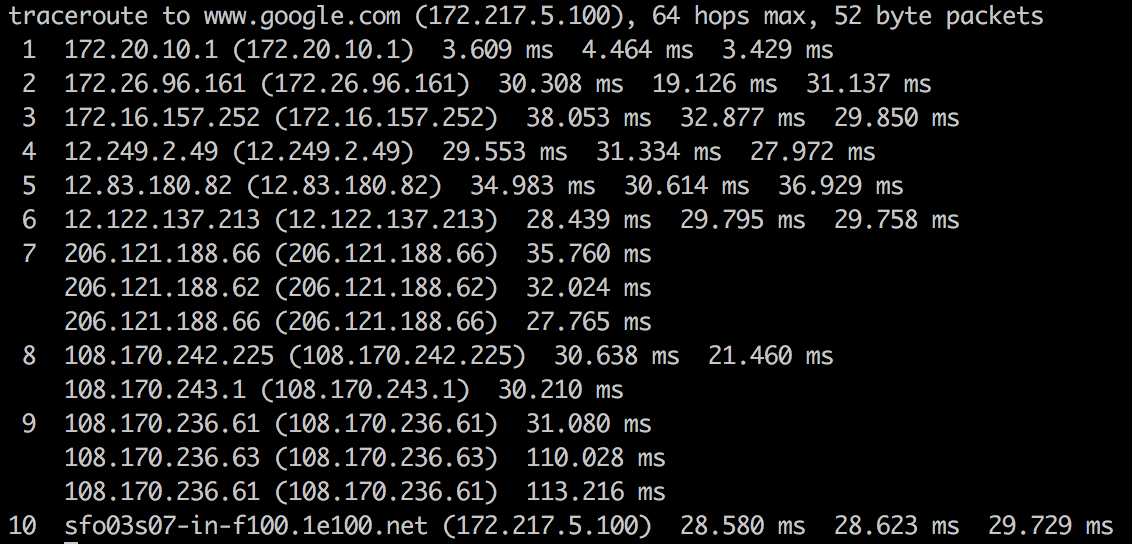 traceroute to www.google.com (172.217.5.100), 64 hops max, 52 byte packets
 1  172.20.10.1 (172.20.10.1)  3.609 ms  4.464 ms  3.429 ms
 2  172.26.96.161 (172.26.96.161)  30.308 ms  19.126 ms  31.137 ms
 3  172.16.157.252 (172.16.157.252)  38.053 ms  32.877 ms  29.850 ms
 4  12.249.2.49 (12.249.2.49)  29.553 ms  31.334 ms  27.972 ms
 5  12.83.180.82 (12.83.180.82)  34.983 ms  30.614 ms  36.929 ms
 6  12.122.137.213 (12.122.137.213)  28.439 ms  29.795 ms  29.758 ms
 7  206.121.188.66 (206.121.188.66)  35.760 ms
    206.121.188.62 (206.121.188.62)  32.024 ms
    206.121.188.66 (206.121.188.66)  27.765 ms
 8  108.170.242.225 (108.170.242.225)  30.638 ms  21.460 ms
    108.170.243.1 (108.170.243.1)  30.210 ms
 9  108.170.236.61 (108.170.236.61)  31.080 ms
    108.170.236.63 (108.170.236.63)  110.028 ms
    108.170.236.61 (108.170.236.61)  113.216 ms
10  sfo03s07-in-f100.1e100.net (172.217.5.100)  28.580 ms  28.623 ms  29.729 ms